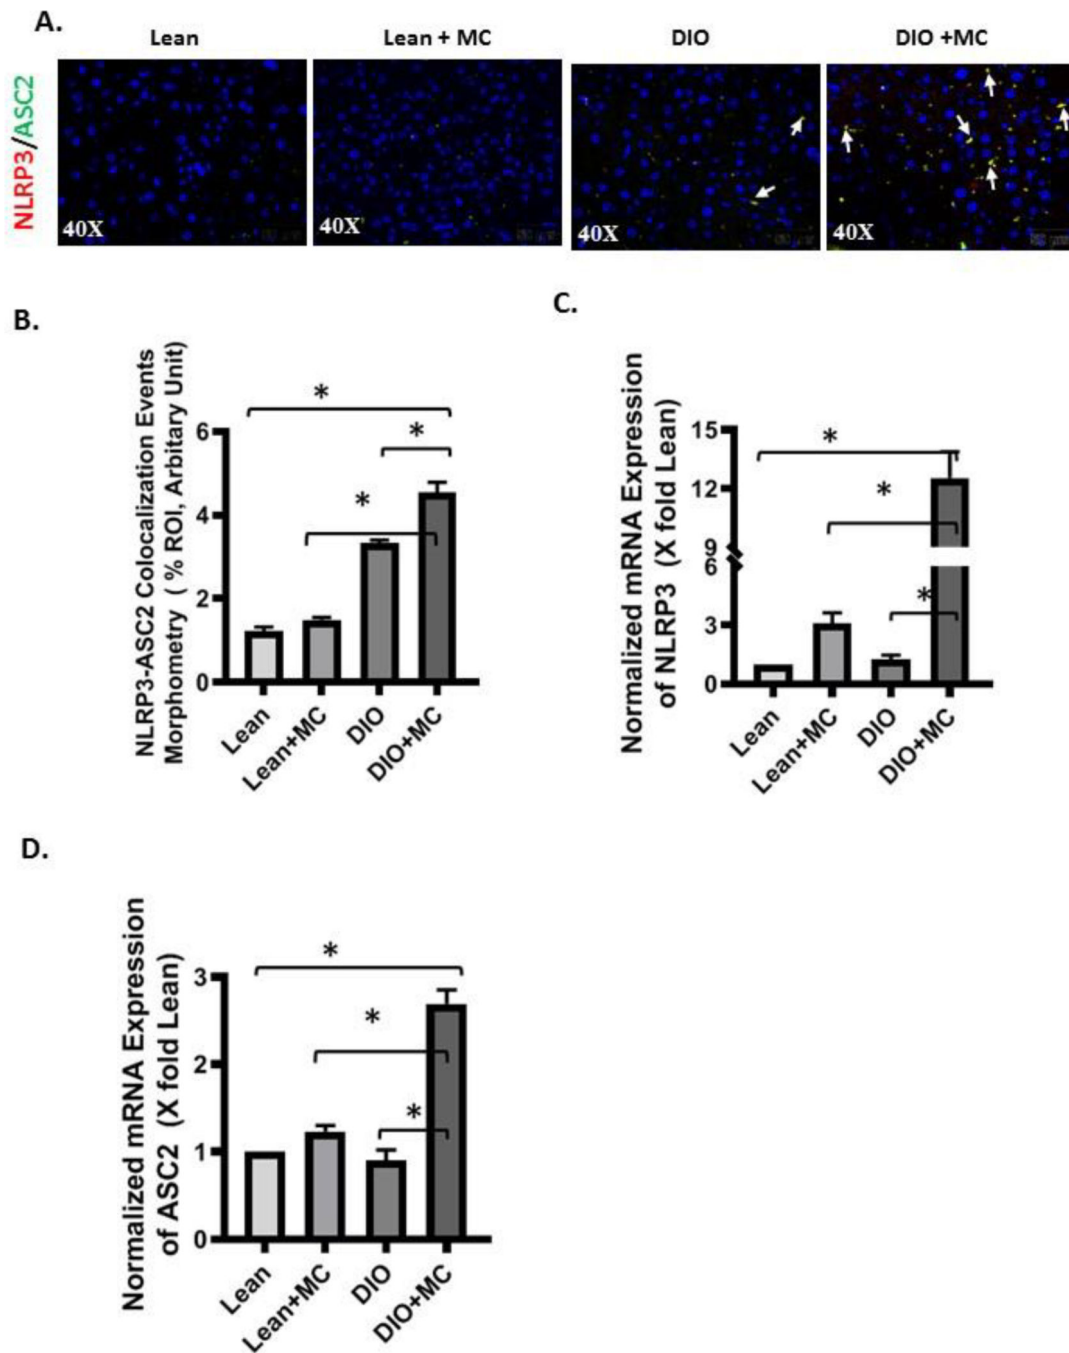 A.
Lean Lean + MC DIO DIO +MC
NLRP3/ASC2
40X 40X 40X 40X
B.
NLRP3-ASC2 Colocalization Events
Morphometry ( % ROI, Arbitary Unit)
6
4
2
0
* * *
Lean Lean+MC DIO DIO+MC
C.
Normalized mRNA Expression
of NLRP3 (X fold Lean)
15
12
9
6
3
0
* * *
Lean Lean+MC DIO DIO+MC
D.
Normalized mRNA Expression
of ASC2 (X fold Lean)
3
2
1
0
* * *
Lean Lean+MC DIO DIO+MC